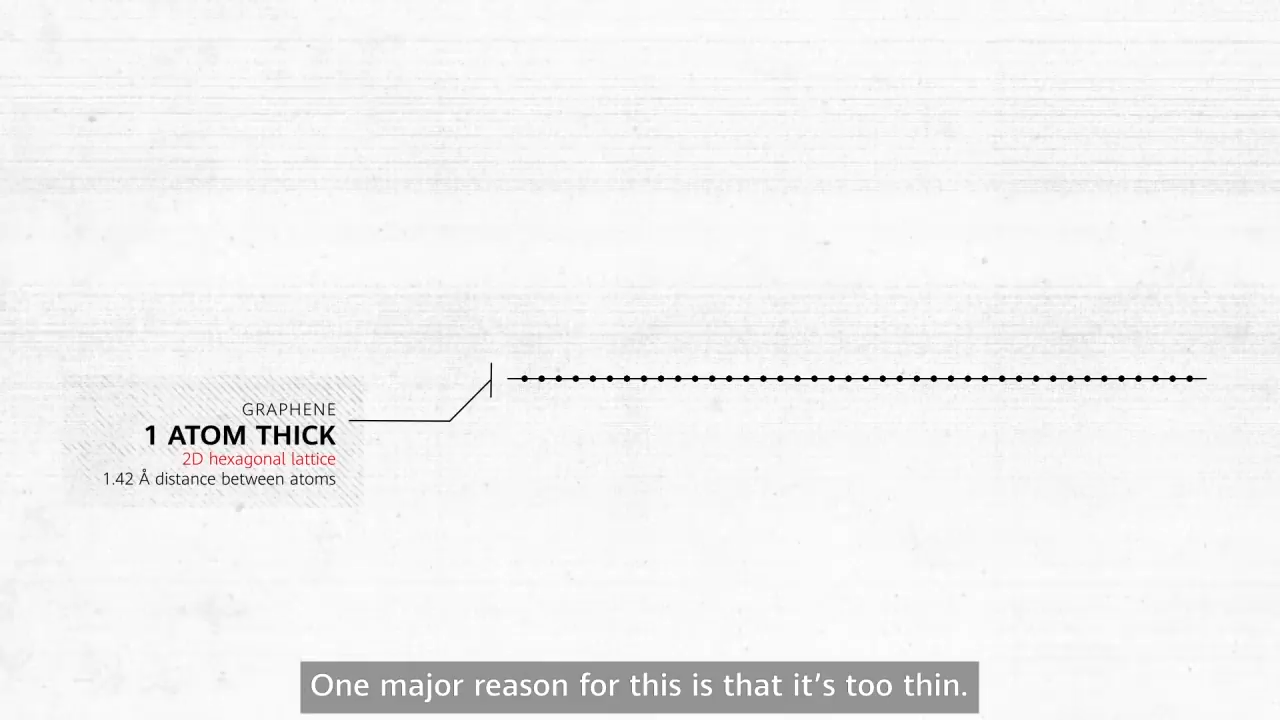 GRAPHENE
1 ATOM THICK
2D hexagonal lattice
1.42 Å distance between atoms
One major reason for this is that it’s too thin.